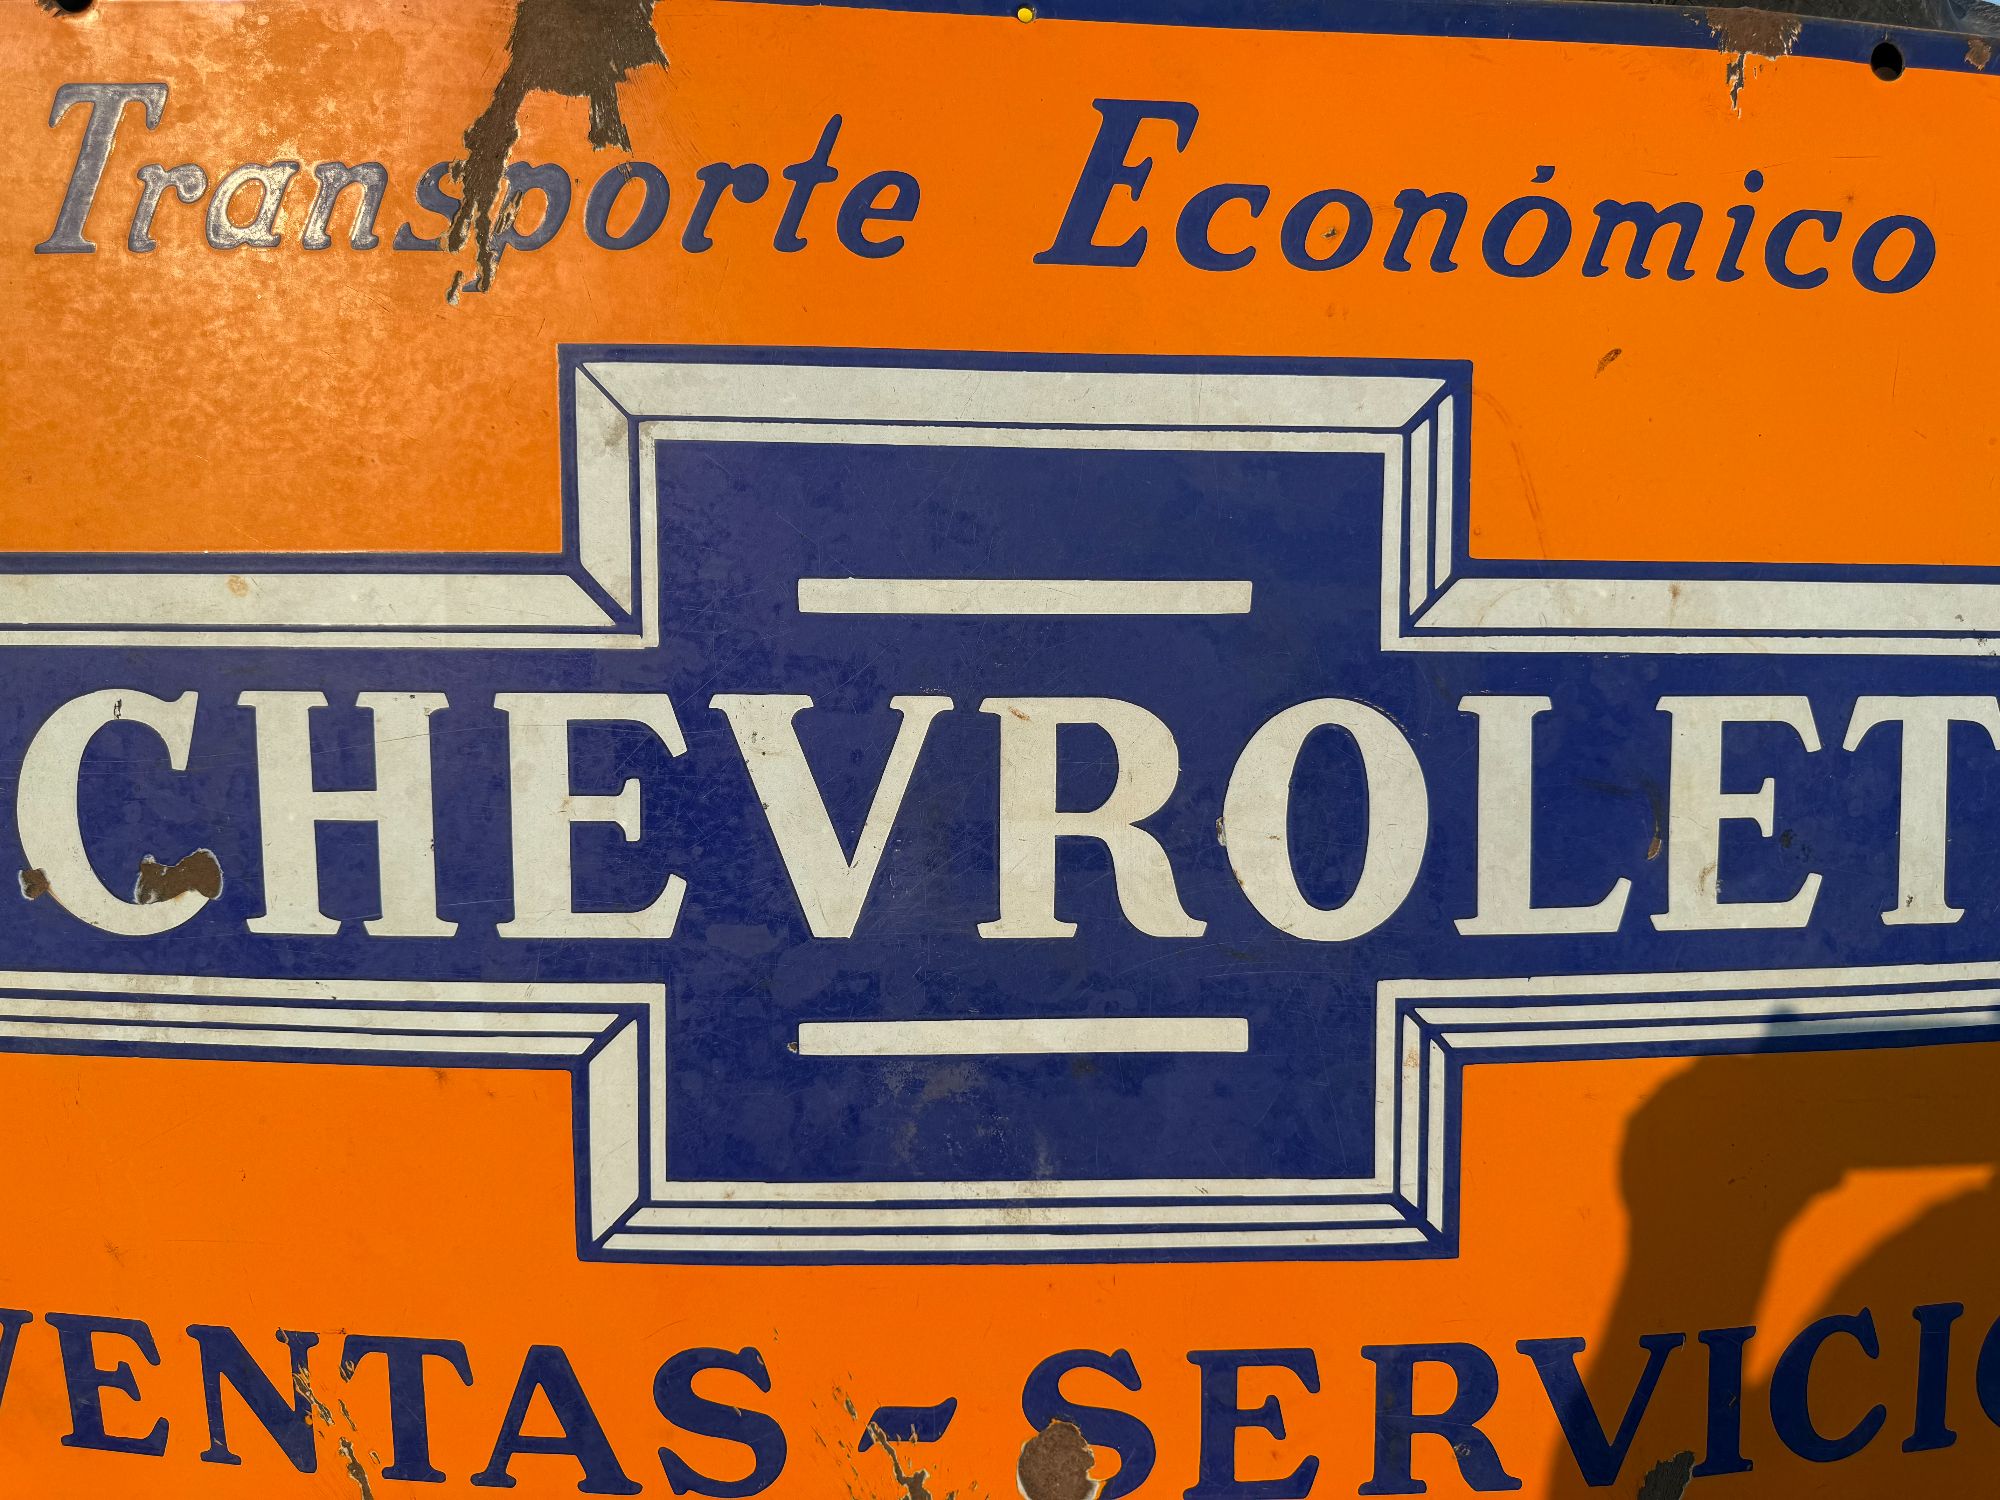 Transporte Económico
CHEVROLET
VENTAS - SERVICIO